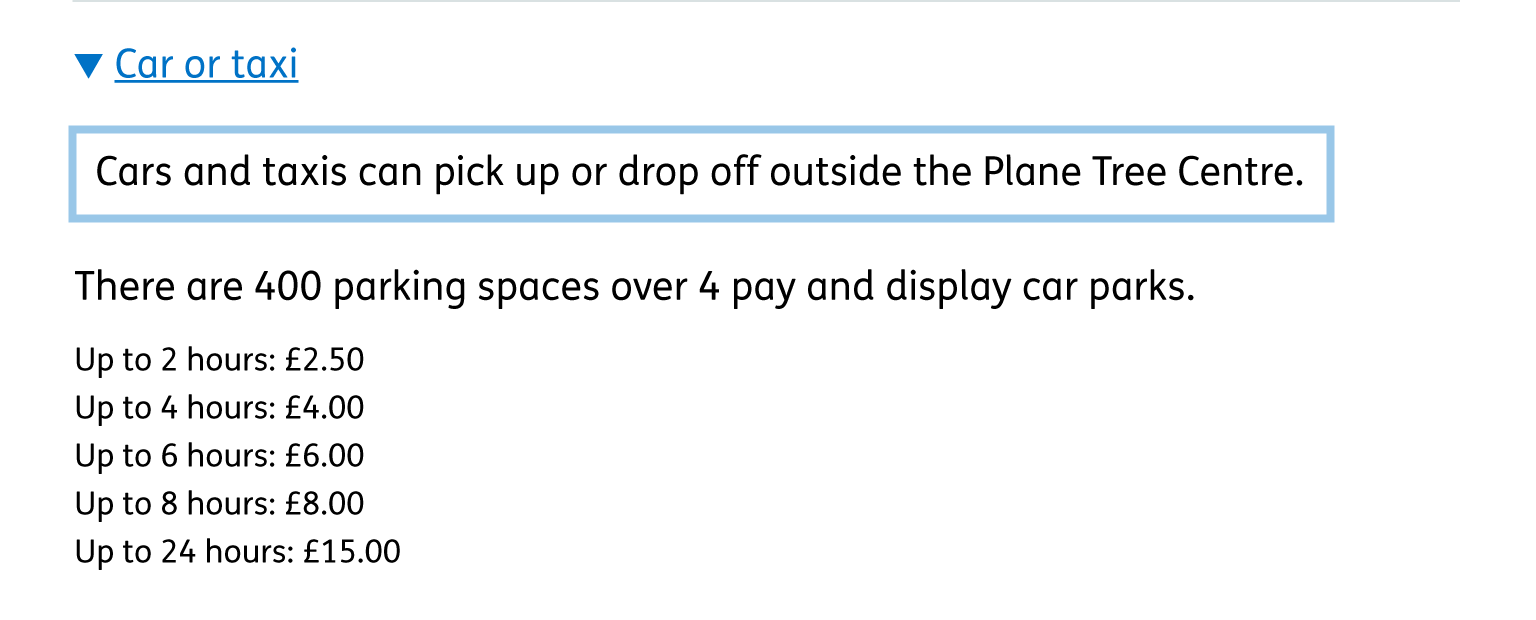 Car or taxi
Cars and taxis can pick up or drop off outside the Plane Tree Centre.
There are 400 parking spaces over 4 pay and display car parks.
Up to 2 hours: £2.50
Up to 4 hours: £4.00
Up to 6 hours: £6.00
Up to 8 hours: £8.00
Up to 24 hours: £15.00